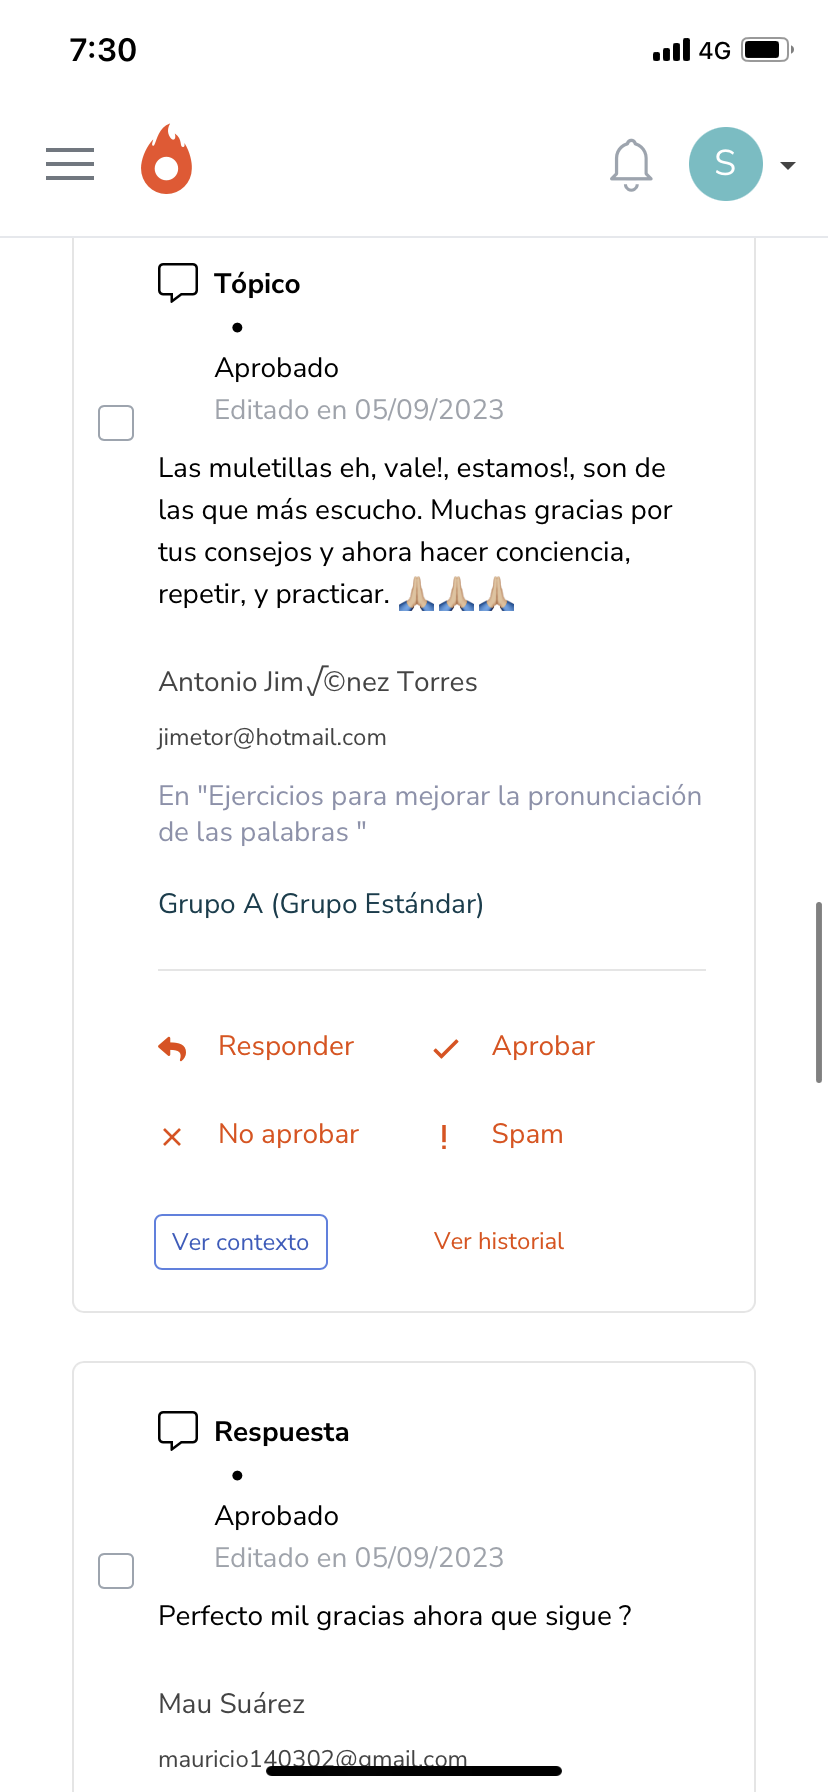 7:30
4G
S
Tópico
•
Aprobado
Editado en 05/09/2023
Las muletillas eh, vale!, estamos!, son de
las que más escucho. Muchas gracias por
tus consejos y ahora hacer conciencia,
repetir, y practicar. 🙏🏼🙏🏼🙏🏼
Antonio Jim√©nez Torres
jimetor@hotmail.com
En "Ejercicios para mejorar la pronunciación
de las palabras "
Grupo A (Grupo Estándar)
Responder
Aprobar
No aprobar
Spam
Ver contexto
Ver historial
Respuesta
•
Aprobado
Editado en 05/09/2023
Perfecto mil gracias ahora que sigue ?
Mau Suárez
mauricio140302@gmail.com